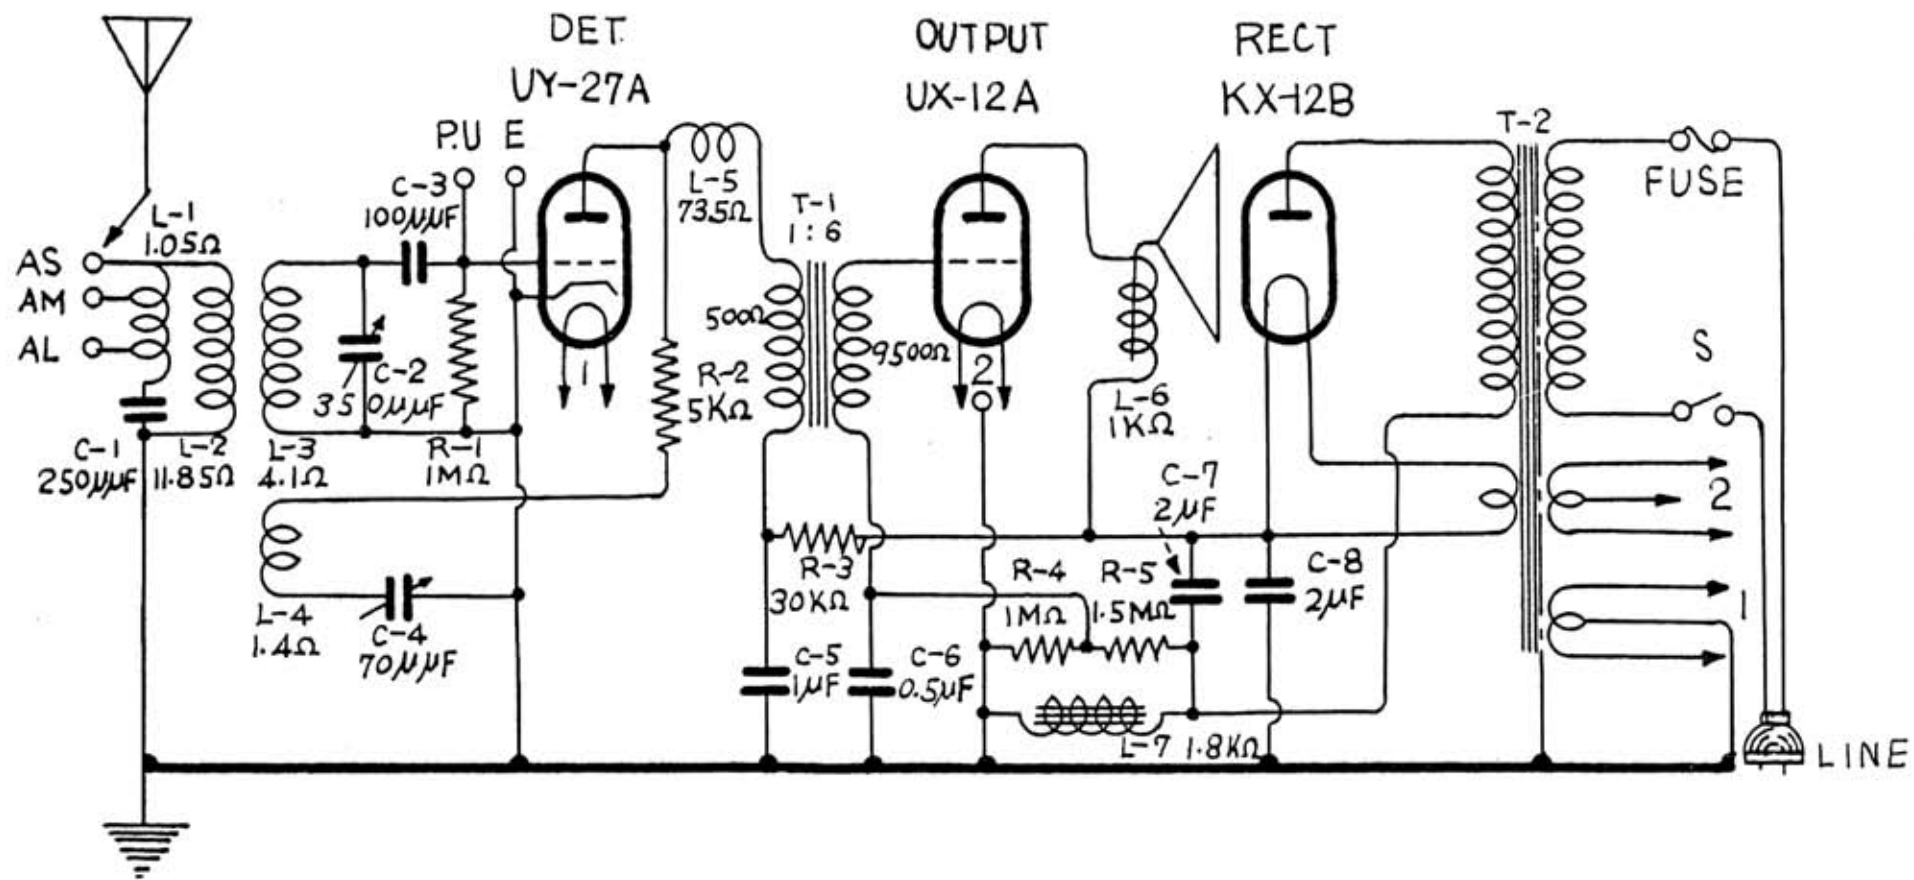 DET.
UY-27A
OUTPUT
UX-12A
RECT
KX-12B
T-2
P.U
E
C-3
100μμF
L-1
1.05Ω
AS
AM
AL
C-1
250μμF
L-2
11.85Ω
L-3
4.1Ω
C-2
350μμF
R-1
1MΩ
1
L-5
735Ω
T-1
1:6
500Ω
9500Ω
R-2
5KΩ
2
L-6
1KΩ
FUSE
S
2
1
LINE
C-7
2μF
C-8
2μF
R-3
30KΩ
R-4
1MΩ
R-5
1.5MΩ
L-4
1.4Ω
C-4
70μμF
C-5
1μF
C-6
0.5μF
L-7 1.8KΩ